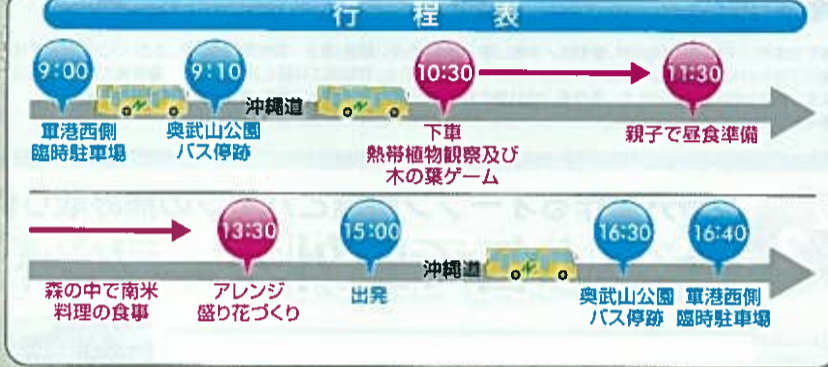 行程表
9:00
9:10
10:30
11:30
沖縄道
軍港西側
臨時駐車場
奥武山公園
バス停跡
下車
熱帯植物観察及び
木の葉ゲーム
親子で昼食準備
13:30
15:00
16:30
16:40
沖縄道
森の中で南米
料理の食事
アレンジ
盛り花づくり
出発
奥武山公園
バス停跡
軍港西側
臨時駐車場